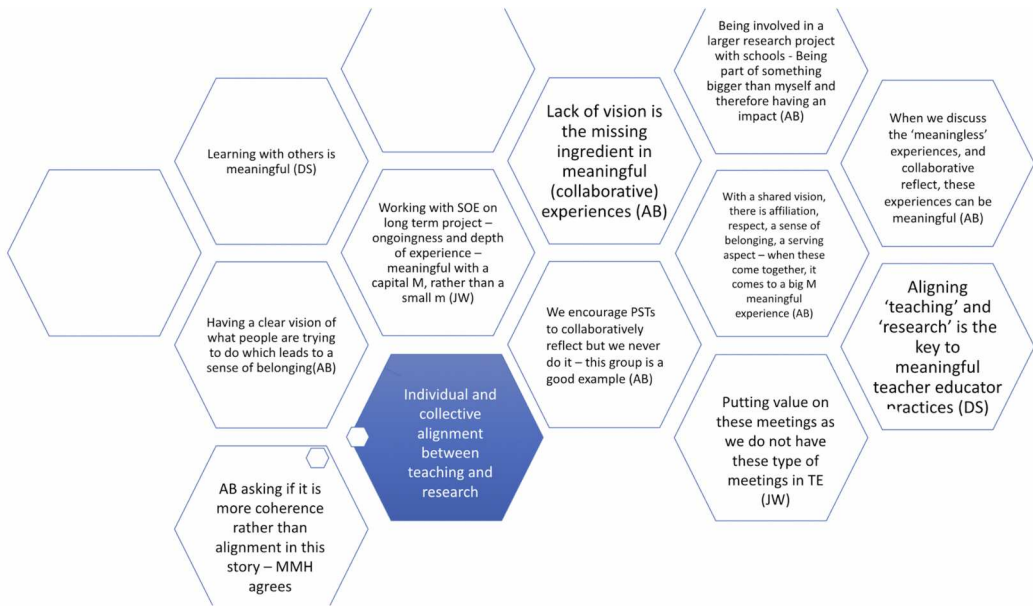 Being involved in a
larger research project
with schools - Being
part of something
bigger than myself and
therefore having an
impact (AB)
Lack of vision is
the missing
ingredient in
meaningful
(collaborative)
experiences (AB)
When we discuss
the ‘meaningless’
experiences, and
collaborative
reflect, these
experiences can be
meaningful (AB)
Learning with others is
meaningful (DS)
Working with SOE on
long term project –
ongoingness and depth
of experience –
meaningful with a
capital M, rather than a
small m (JW)
With a shared vision,
there is affiliation,
respect, a sense of
belonging, a serving
aspect – when these
come together, it
comes to a big M
meaningful
experience (AB)
Having a clear vision of
what people are trying
to do which leads to a
sense of belonging(AB)
We encourage PSTs
to collaboratively
reflect but we never
do it – this group is a
good example (AB)
Aligning
‘teaching’ and
‘research’ is the
key to
meaningful
teacher educator
practices (DS)
Individual and
collective
alignment
between
teaching and
research
Putting value on
these meetings as
we do not have
these type of
meetings in TE
(JW)
AB asking if it is
more coherence
rather than
alignment in this
story – MMH
agrees